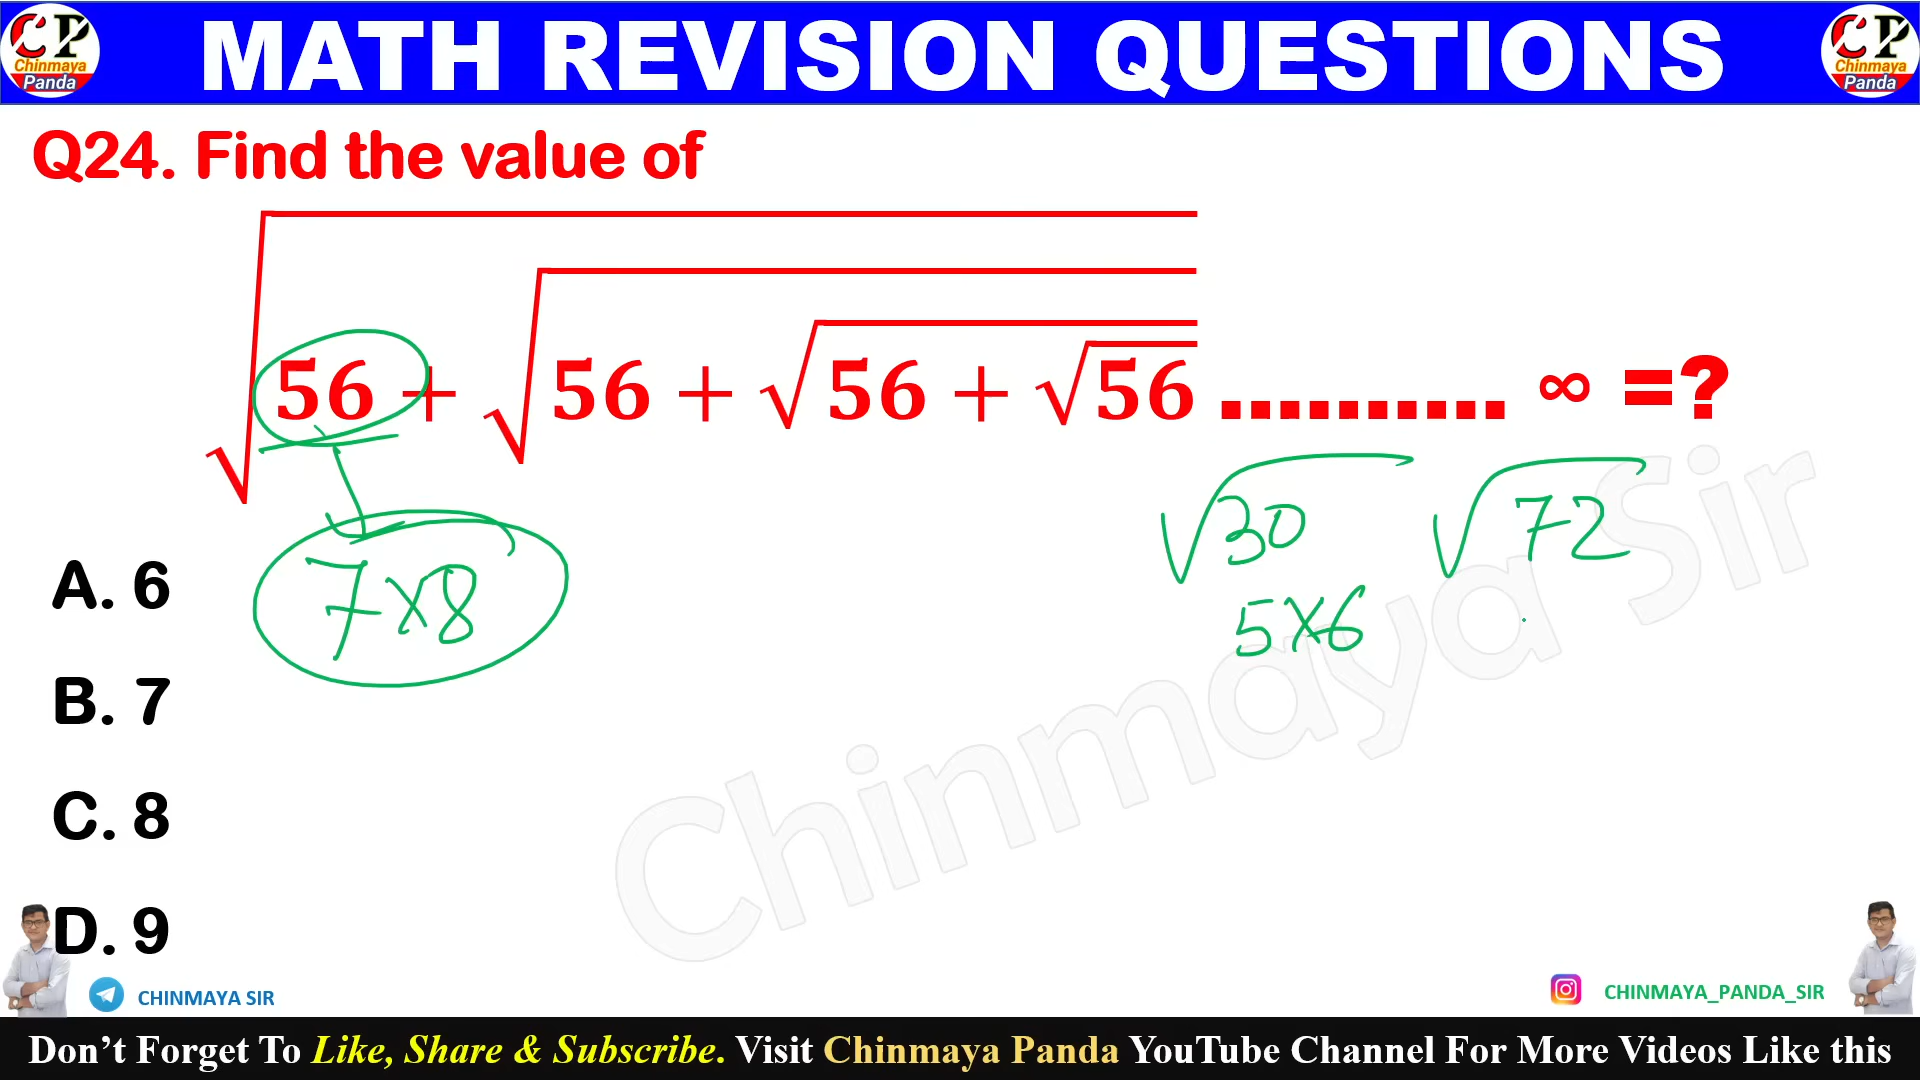 CP Chinmaya Panda
MATH REVISION QUESTIONS
CP Chinmaya Panda
Q24. Find the value of
√56 + √56 + √56 + √56 .......... ∞ =?
√30 √72
7×8
5×6
A. 6
B. 7
C. 8
D. 9
Chinmaya Sir
CHINMAYA SIR
CHINMAYA_PANDA_SIR
Don’t Forget To Like, Share & Subscribe. Visit Chinmaya Panda YouTube Channel For More Videos Like this